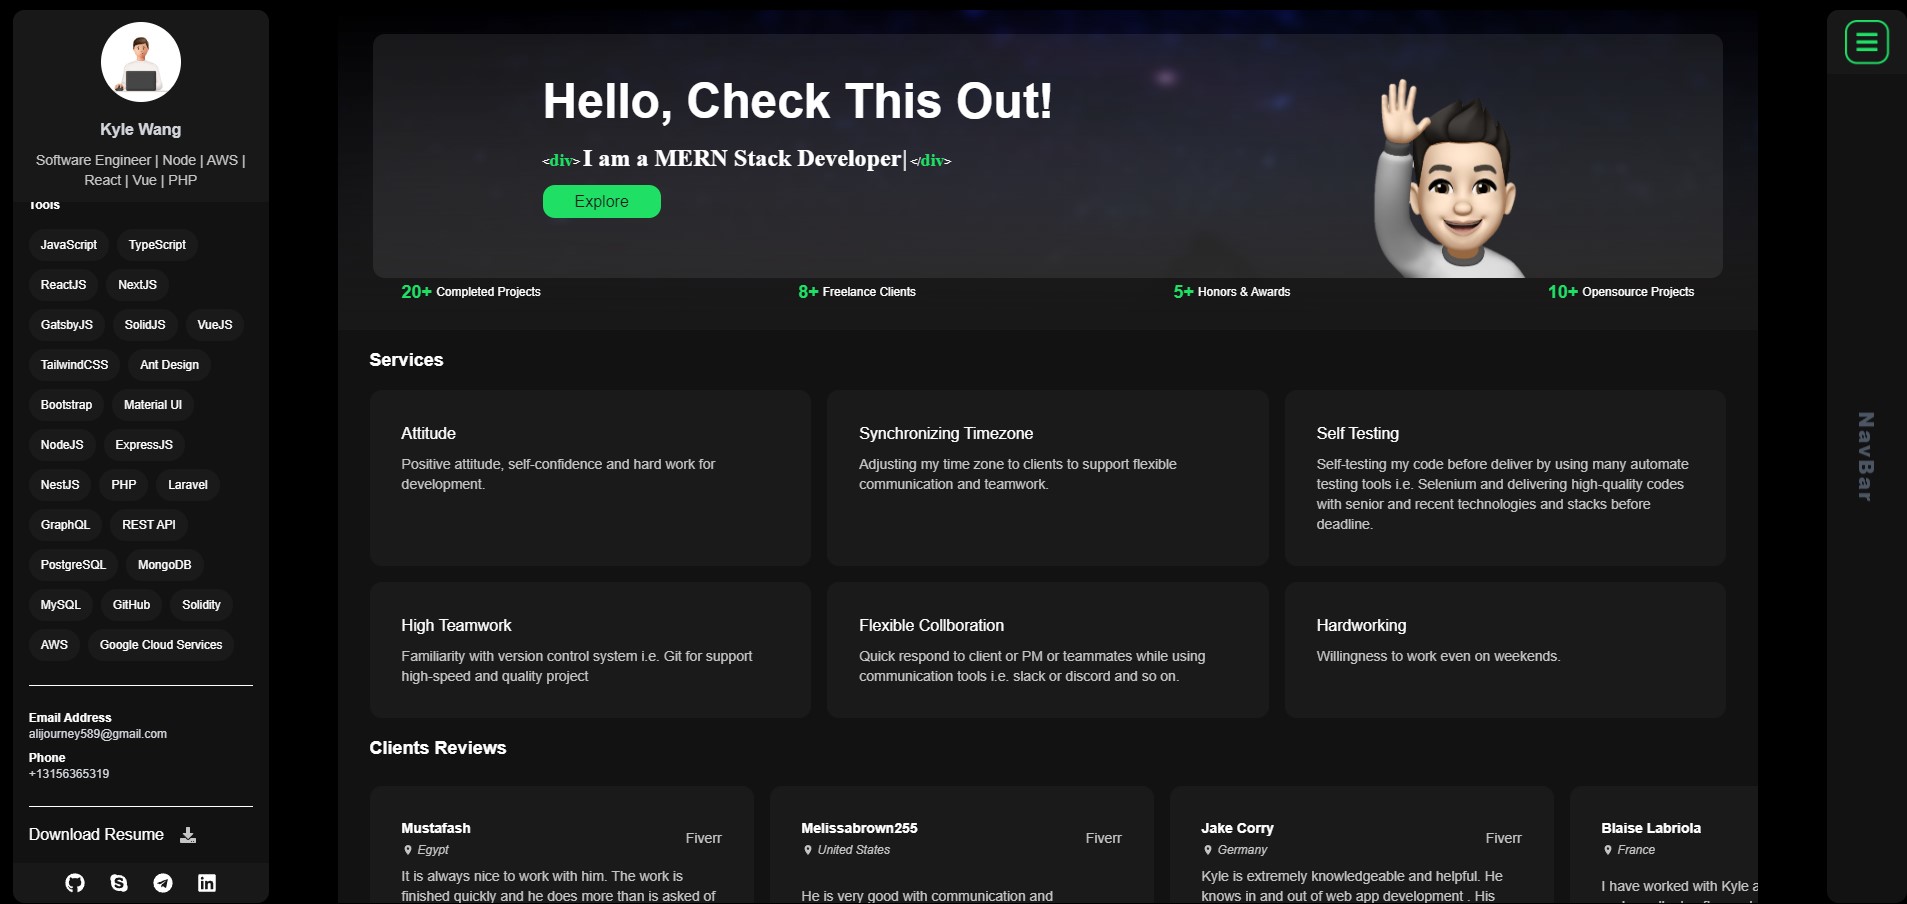 Kyle Wang
Software Engineer | Node | AWS |
React | Vue | PHP
Tools
JavaScript TypeScript
ReactJS NextJS
GatsbyJS SolidJS VueJS
TailwindCSS Ant Design
Bootstrap Material UI
NodeJS ExpressJS
NestJS PHP Laravel
GraphQL REST API
PostgreSQL MongoDB
MySQL GitHub Solidity
AWS Google Cloud Services
Email Address
alijourney589@gmail.com
Phone
+13156365319
Download Resume
Hello, Check This Out!
<div> I am a MERN Stack Developer| </div>
Explore
20+ Completed Projects
8+ Freelance Clients
5+ Honors & Awards
10+ Opensource Projects
Services
Attitude
Positive attitude, self-confidence and hard work for
development.
Synchronizing Timezone
Adjusting my time zone to clients to support flexible
communication and teamwork.
Self Testing
Self-testing my code before deliver by using many automate
testing tools i.e. Selenium and delivering high-quality codes
with senior and recent technologies and stacks before
deadline.
High Teamwork
Familiarity with version control system i.e. Git for support
high-speed and quality project
Flexible Collboration
Quick respond to client or PM or teammates while using
communication tools i.e. slack or discord and so on.
Hardworking
Willingness to work even on weekends.
Clients Reviews
Mustafash
Egypt
Fiverr
It is always nice to work with him. The work is
finished quickly and he does more than is asked of
Melissabrown255
United States
Fiverr
He is very good with communication and
Jake Corry
Germany
Fiverr
Kyle is extremely knowledgeable and helpful. He
knows in and out of web app development . His
Blaise Labriola
France
I have worked with Kyle a
NavBar